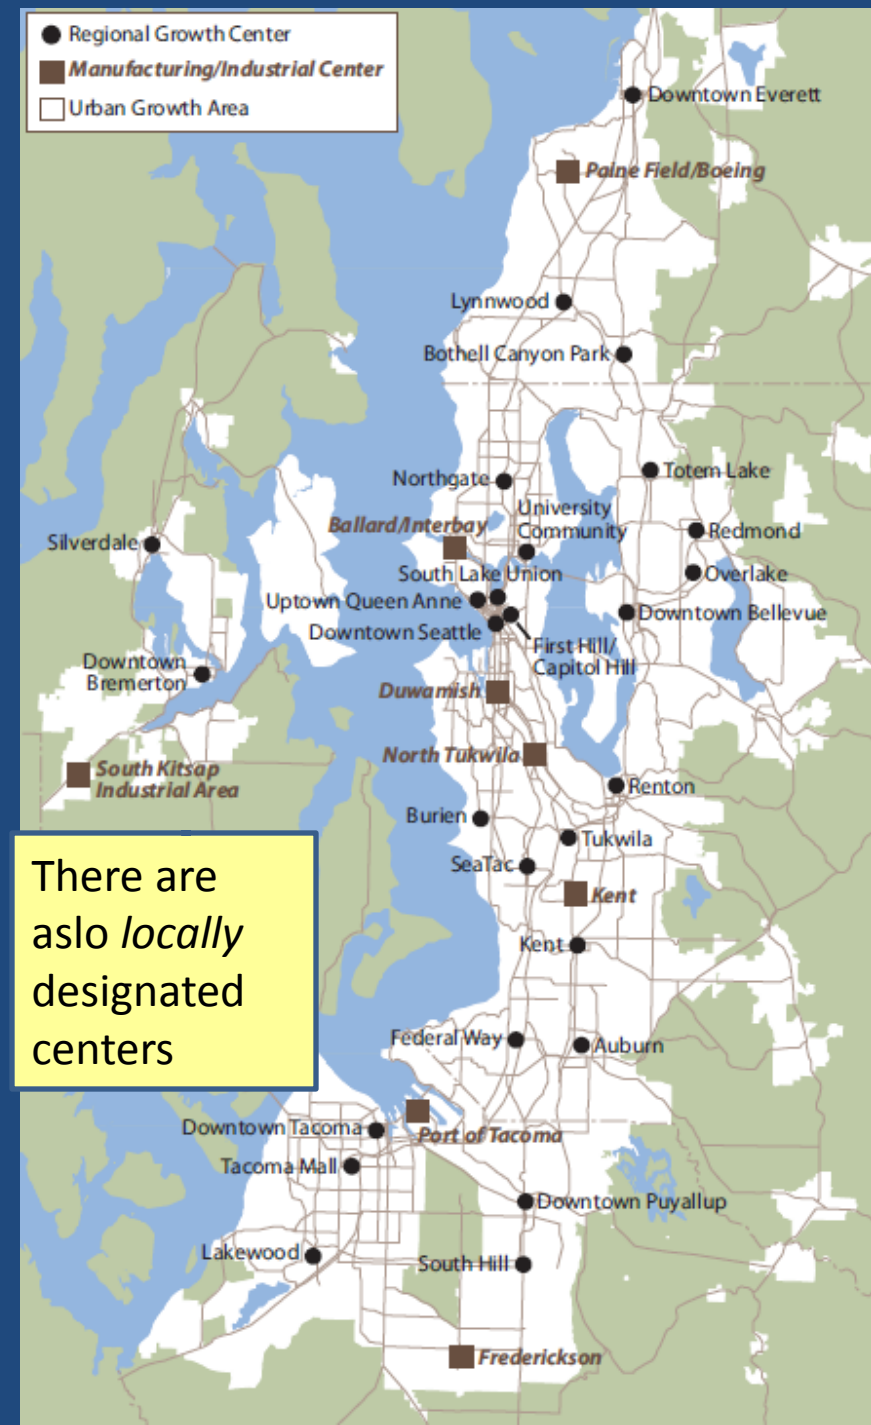 Regional Growth Center
Manufacturing/Industrial Center
Urban Growth Area
Downtown Everett
Paine Field/Boeing
Lynnwood
Bothell Canyon Park
Northgate
Totem Lake
University
Community
Ballard/Interbay
Redmond
Silverdale
South Lake Union
Overlake
Uptown Queen Anne
Downtown Bellevue
Downtown Seattle
First Hill/
Capitol Hill
Downtown
Bremerton
Duwamish
North Tukwila
South Kitsap
Industrial Area
Renton
Burien
Tukwila
SeaTac
Kent
There are
aslo locally
designated
centers
Kent
Federal Way
Auburn
Downtown Tacoma
Port of Tacoma
Tacoma Mall
Downtown Puyallup
Lakewood
South Hill
Frederickson